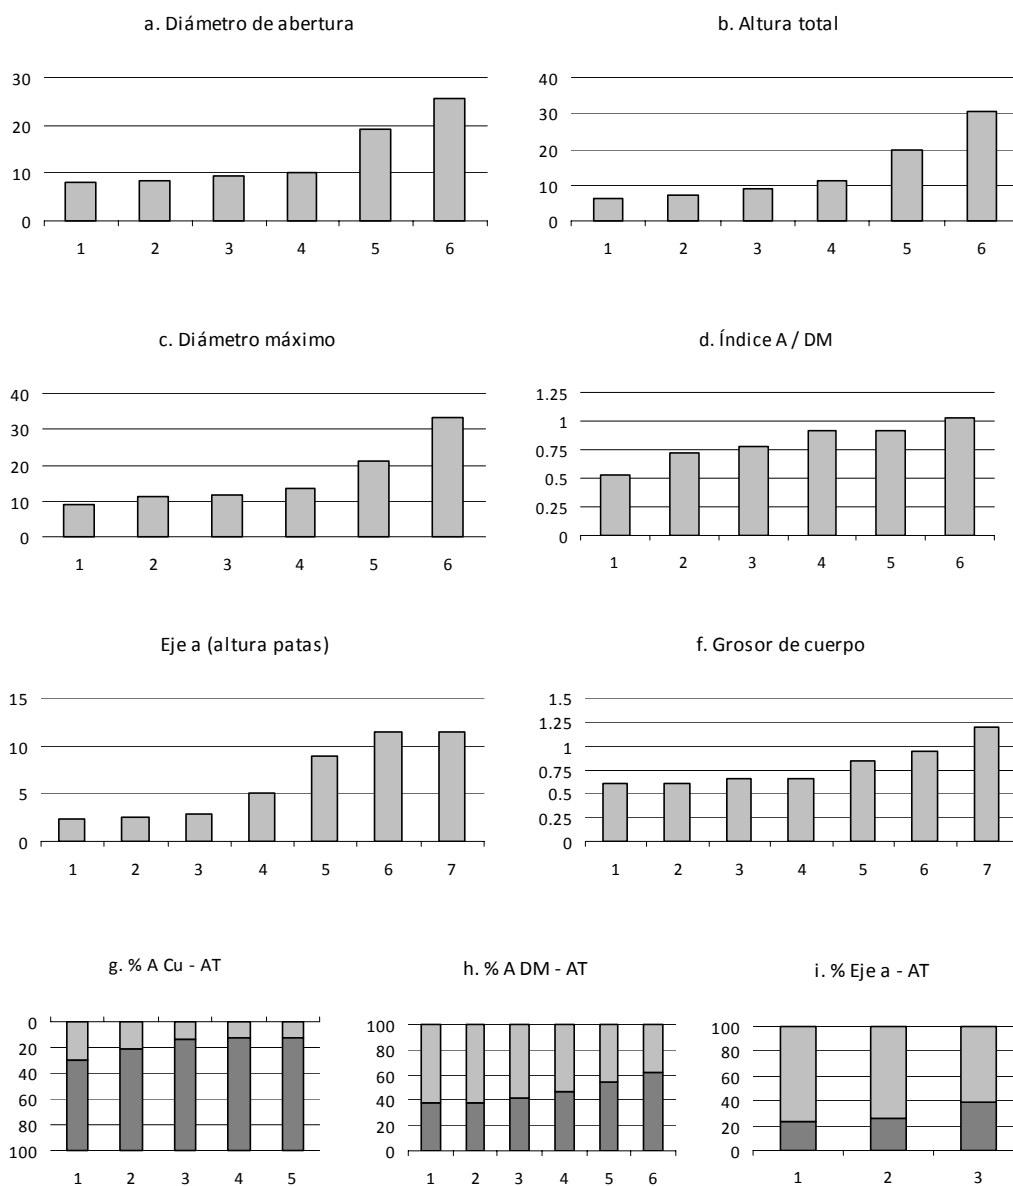 a. Diámetro de abertura
30
20
10
0
1 2 3 4 5 6
b. Altura total
40
30
20
10
0
1 2 3 4 5 6
c. Diámetro máximo
40
30
20
10
0
1 2 3 4 5 6
d. Índice A / DM
1.25
1
0.75
0.5
0.25
0
1 2 3 4 5 6
Eje a (altura patas)
15
10
5
0
1 2 3 4 5 6 7
f. Grosor de cuerpo
1.5
1.25
1
0.75
0.5
0.25
0
1 2 3 4 5 6 7
g. % A Cu - AT
0
20
40
60
80
100
1 2 3 4 5
h. % A DM - AT
100
80
60
40
20
0
1 2 3 4 5 6
i. % Eje a - AT
100
80
60
40
20
0
1 2 3